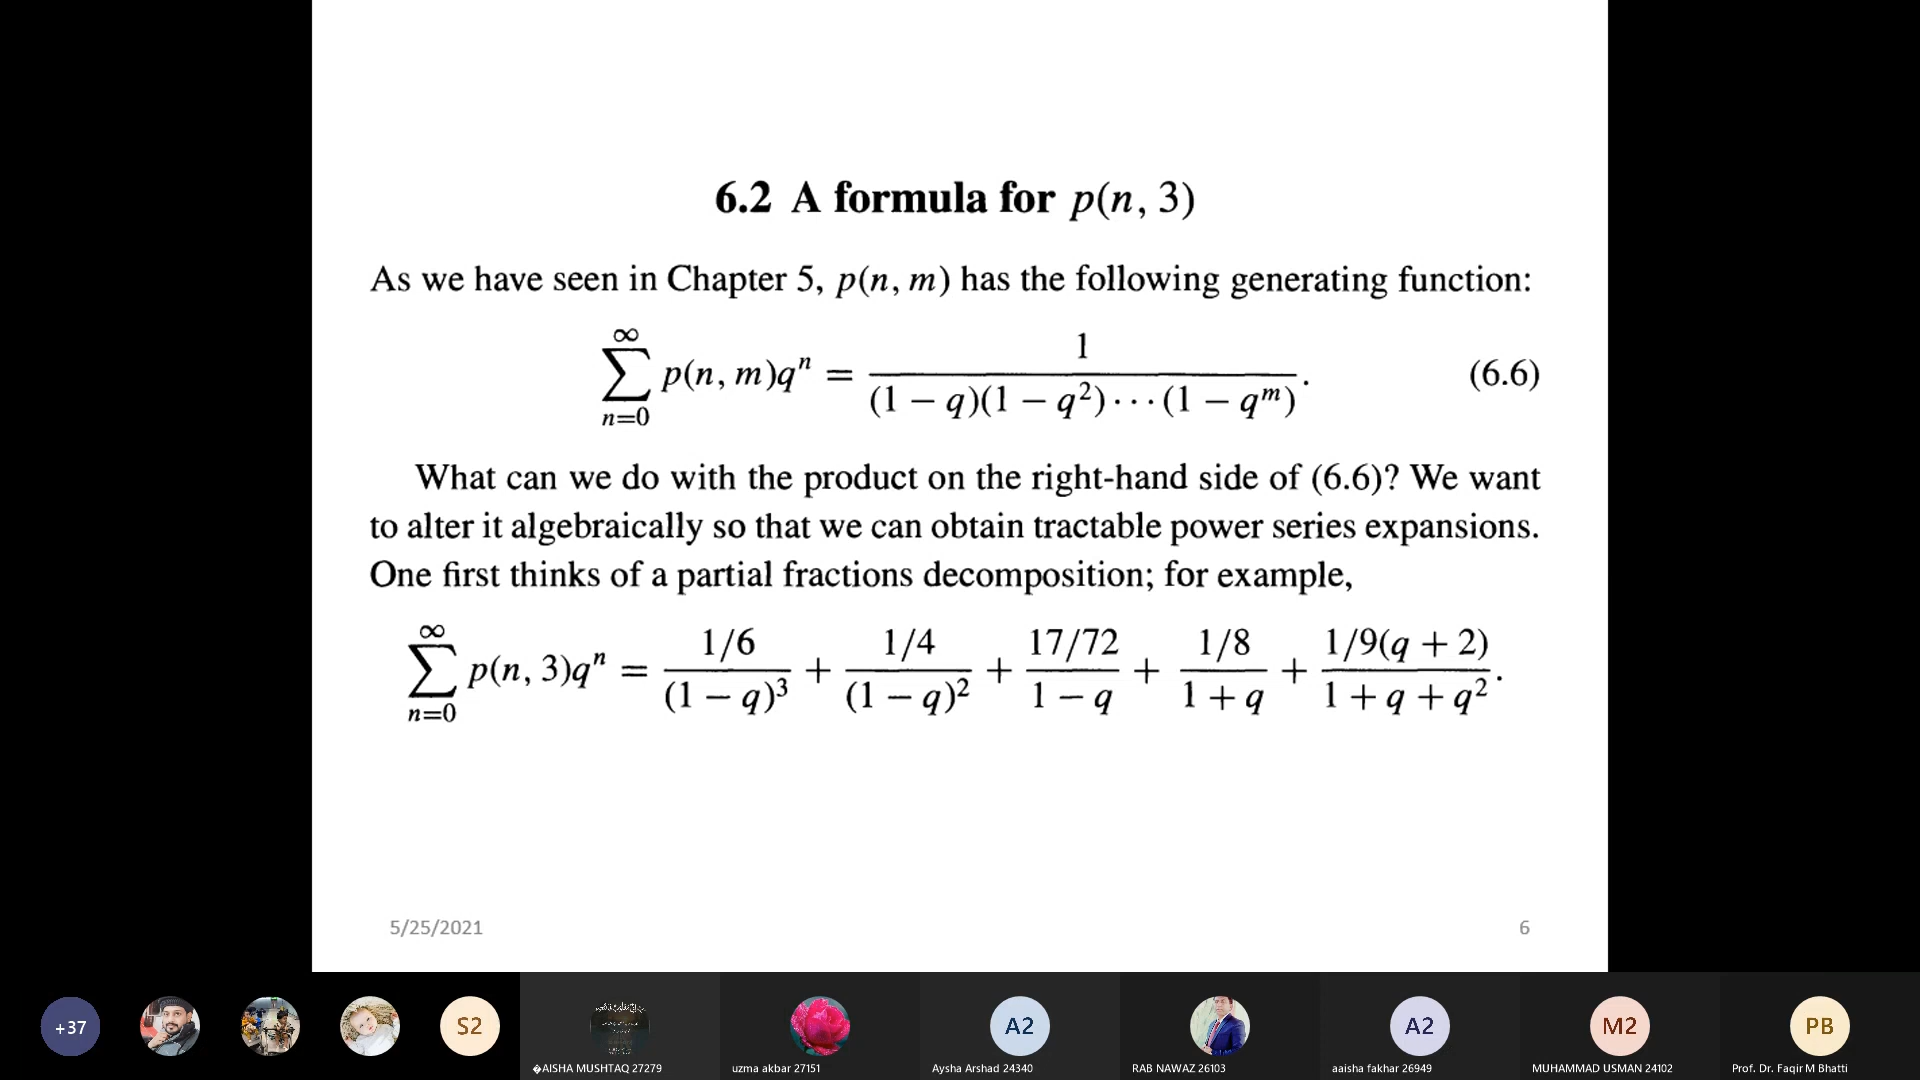 6.2 A formula for p(n, 3)
As we have seen in Chapter 5, p(n, m) has the following generating function:
∞
∑ p(n, m)qⁿ = 1 / (1 − q)(1 − q²) · · · (1 − qᵐ) . (6.6)
n=0
What can we do with the product on the right-hand side of (6.6)? We want
to alter it algebraically so that we can obtain tractable power series expansions.
One first thinks of a partial fractions decomposition; for example,
∞
∑ p(n, 3)qⁿ = 1/6 / (1 − q)³ + 1/4 / (1 − q)² + 17/72 / 1 − q + 1/8 / 1 + q + 1/9(q + 2) / 1 + q + q² .
n=0
5/25/2021 6
+37 S2 A2 A2 M2 PB
�AISHA MUSHTAQ 27279 uzma akbar 27151 Aysha Arshad 24340 RAB NAWAZ 26103 aaisha fakhar 26949 MUHAMMAD USMAN 24102 Prof. Dr. Faqir M Bhatti